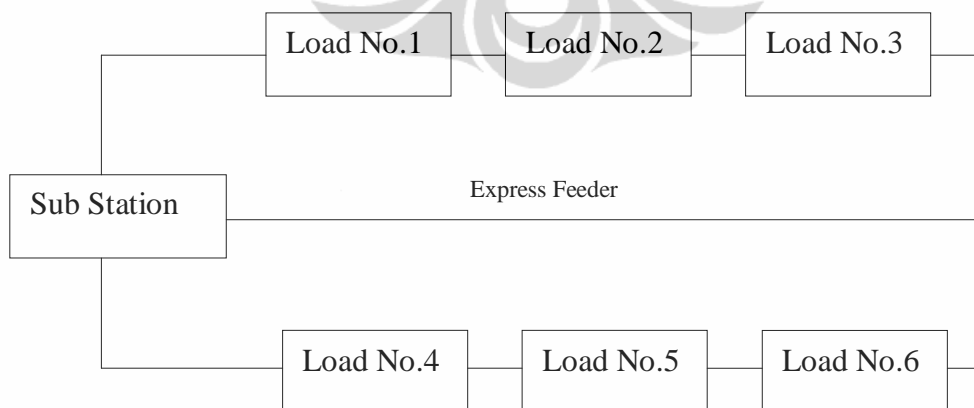 Load No.1
Load No.2
Load No.3
Sub Station
Express Feeder
Load No.4
Load No.5
Load No.6